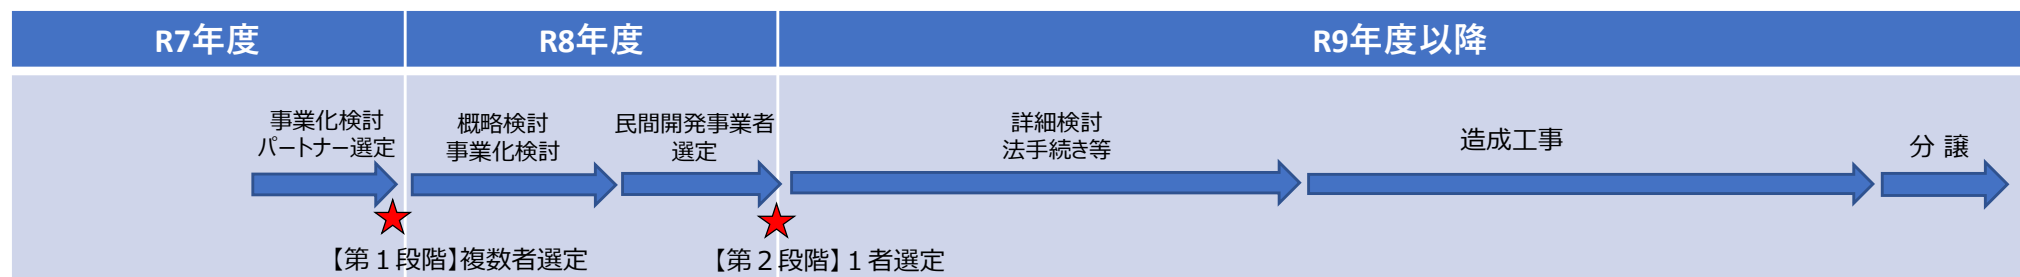 R7年度
R8年度
R9年度以降
事業化検討
パートナー選定
概略検討
事業化検討
民間開発事業者
選定
詳細検討
法手続き等
造成工事
分 譲
【第１段階】複数者選定
【第２段階】１者選定